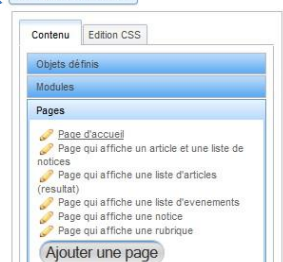 Contenu Edition CSS
Objets définis
Modules
Pages
Page d'accueil
Page qui affiche un article et une liste de
notices
Page qui affiche une liste d'articles
(resultat)
Page qui affiche une liste d'evenements
Page qui affiche une notice
Page qui affiche une rubrique
Ajouter une page